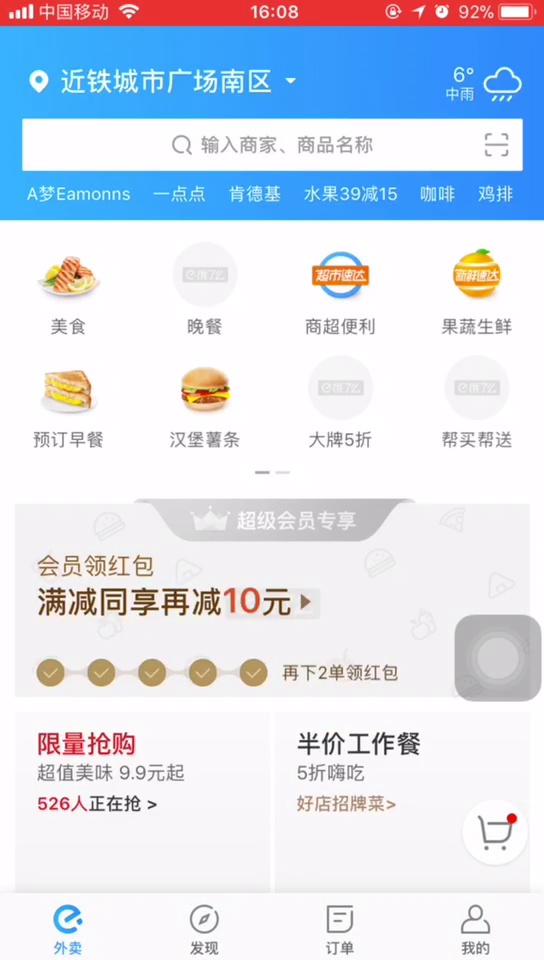 中国移动 16:08 92%
近铁城市广场南区 6°
中雨
输入商家、商品名称
A梦Eamonns 一点点 肯德基 水果39减15 咖啡 鸡排
超市速达 新鲜速达
美食 晚餐 商超便利 果蔬生鲜
预订早餐 汉堡薯条 大牌5折 帮买帮送
超级会员专享
会员领红包
满减同享再减10元
再下2单领红包
限量抢购 半价工作餐
超值美味 9.9元起 5折嗨吃
526人正在抢 > 好店招牌菜>
外卖 发现 订单 我的